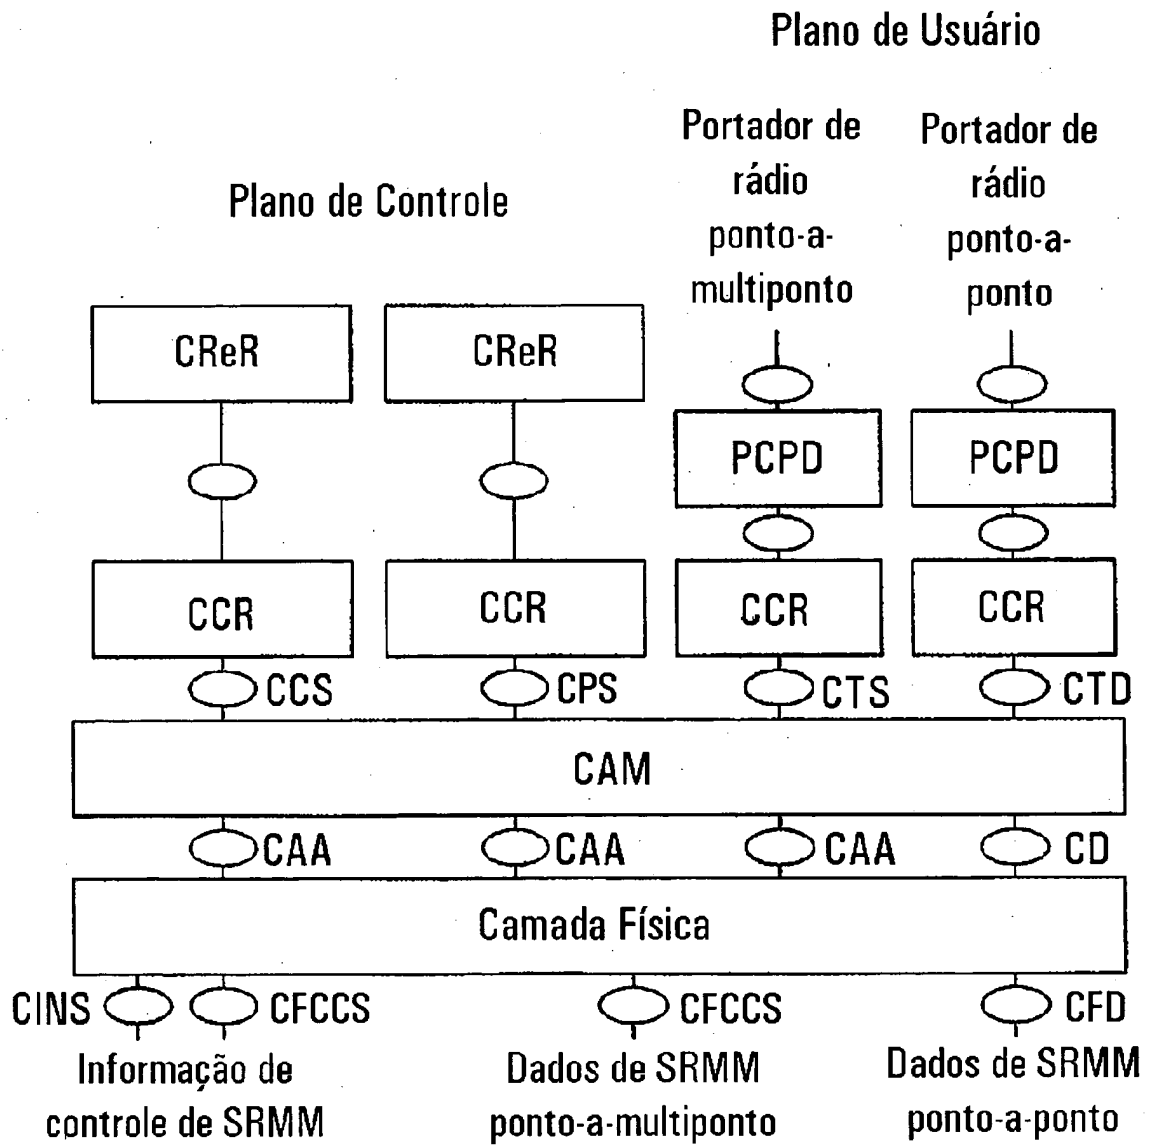 Plano de Usuário
Portador de
rádio
ponto-a-
multiponto
Portador de
rádio
ponto-a-
ponto
Plano de Controle
CReR
CReR
PCPD
PCPD
CCR
CCR
CCR
CCR
CCS
CPS
CTS
CTD
CAM
CAA
CAA
CAA
CD
Camada Física
CINS
CFCCS
CFCCS
CFD
Informação de
controle de SRMM
Dados de SRMM
ponto-a-multiponto
Dados de SRMM
ponto-a-ponto